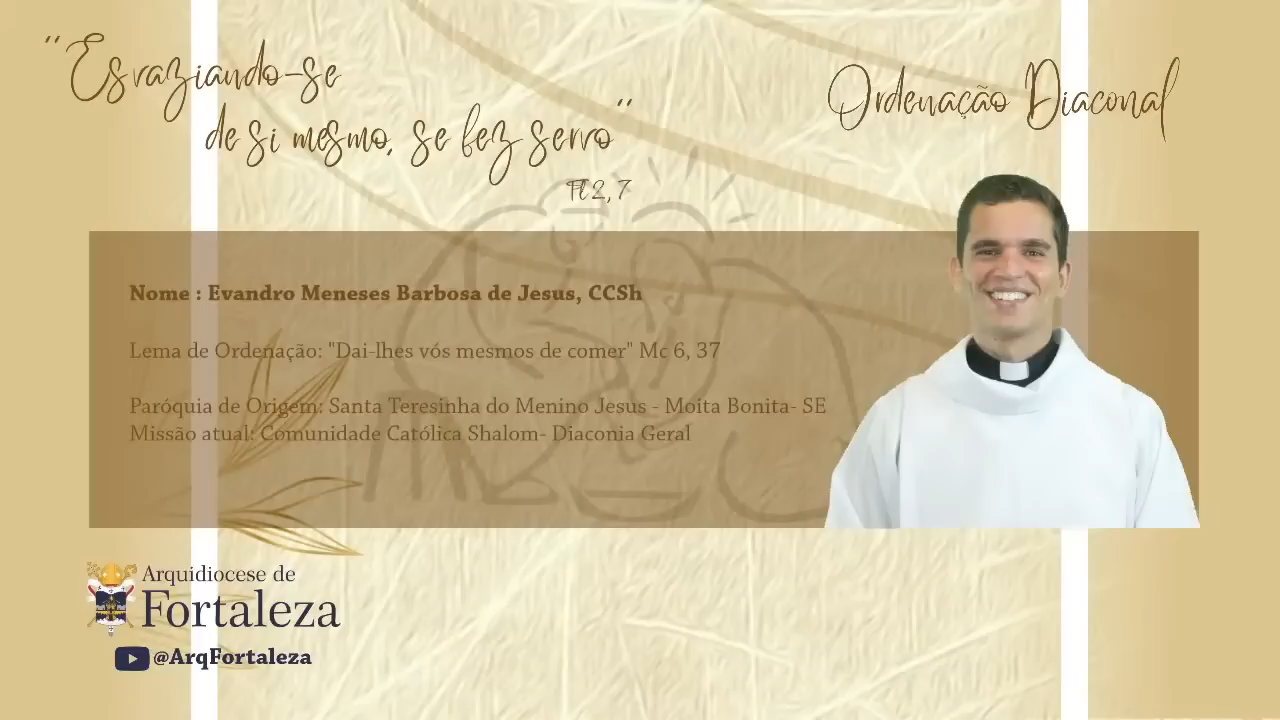 "Esvaziando-se
de si mesmo, se fez servo"
Fl 2, 7
Ordenação Diaconal
Nome : Evandro Meneses Barbosa de Jesus, CCSh
Lema de Ordenação: "Dai-lhes vós mesmos de comer" Mc 6, 37
Paróquia de Origem: Santa Teresinha do Menino Jesus - Moita Bonita- SE
Missão atual: Comunidade Católica Shalom- Diaconia Geral
Arquidiocese de
Fortaleza
@ArqFortaleza